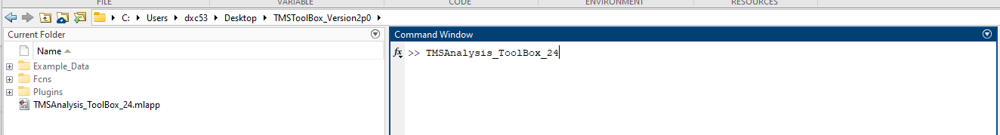 FILE VARIABLE CODE ENVIRONMENT RESOURCES
C: Users dxc53 Desktop TMSToolBox_Version2p0
Current Folder
Name
Example_Data
Fcns
Plugins
TMSAnalysis_ToolBox_24.mlapp
Command Window
fx >> TMSAnalysis_ToolBox_24